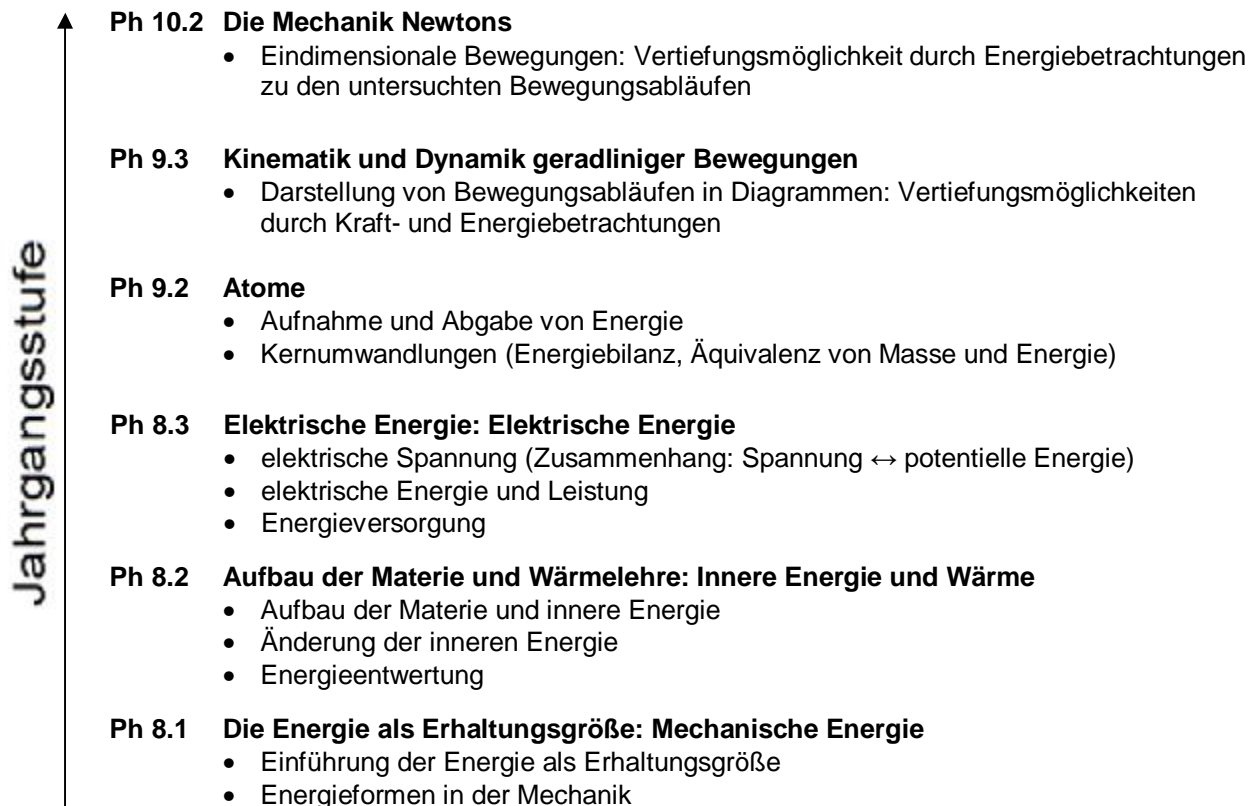 Jahrgangsstufe
Ph 10.2 Die Mechanik Newtons
• Eindimensionale Bewegungen: Vertiefungsmöglichkeit durch Energiebetrachtungen
zu den untersuchten Bewegungsabläufen
Ph 9.3 Kinematik und Dynamik geradliniger Bewegungen
• Darstellung von Bewegungsabläufen in Diagrammen: Vertiefungsmöglichkeiten
durch Kraft- und Energiebetrachtungen
Ph 9.2 Atome
• Aufnahme und Abgabe von Energie
• Kernumwandlungen (Energiebilanz, Äquivalenz von Masse und Energie)
Ph 8.3 Elektrische Energie: Elektrische Energie
• elektrische Spannung (Zusammenhang: Spannung ↔ potentielle Energie)
• elektrische Energie und Leistung
• Energieversorgung
Ph 8.2 Aufbau der Materie und Wärmelehre: Innere Energie und Wärme
• Aufbau der Materie und innere Energie
• Änderung der inneren Energie
• Energieentwertung
Ph 8.1 Die Energie als Erhaltungsgröße: Mechanische Energie
• Einführung der Energie als Erhaltungsgröße
• Energieformen in der Mechanik